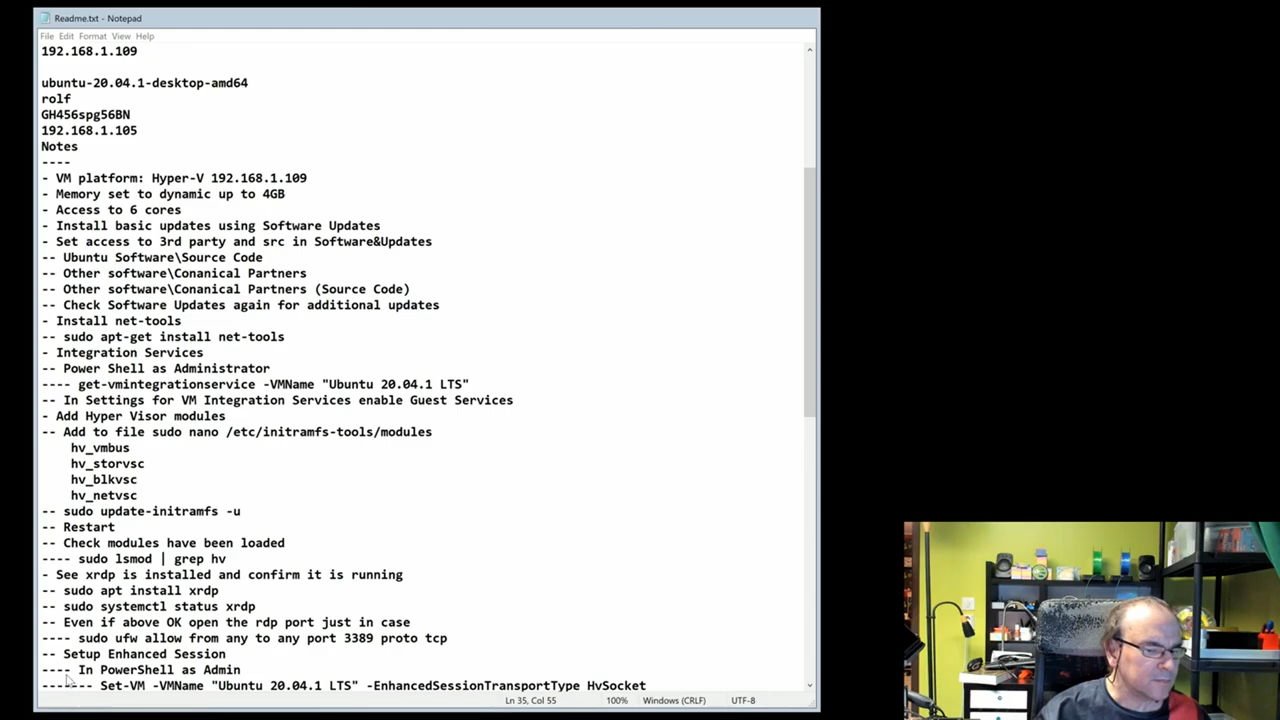 Readme.txt - Notepad
File Edit Format View Help
192.168.1.109
ubuntu-20.04.1-desktop-amd64
rolf
GH456spg56BN
192.168.1.105
Notes
----
- VM platform: Hyper-V 192.168.1.109
- Memory set to dynamic up to 4GB
- Access to 6 cores
- Install basic updates using Software Updates
- Set access to 3rd party and src in Software&Updates
-- Ubuntu Software\Source Code
-- Other software\Conanical Partners
-- Other software\Conanical Partners (Source Code)
-- Check Software Updates again for additional updates
- Install net-tools
-- sudo apt-get install net-tools
- Integration Services
-- Power Shell as Administrator
---- get-vmintegrationservice -VMName "Ubuntu 20.04.1 LTS"
-- In Settings for VM Integration Services enable Guest Services
- Add Hyper Visor modules
-- Add to file sudo nano /etc/initramfs-tools/modules
hv_vmbus
hv_storvsc
hv_blkvsc
hv_netvsc
-- sudo update-initramfs -u
-- Restart
-- Check modules have been loaded
---- sudo lsmod | grep hv
- See xrdp is installed and confirm it is running
-- sudo apt install xrdp
-- sudo systemctl status xrdp
-- Even if above OK open the rdp port just in case
---- sudo ufw allow from any to any port 3389 proto tcp
-- Setup Enhanced Session
---- In PowerShell as Admin
------- Set-VM -VMName "Ubuntu 20.04.1 LTS" -EnhancedSessionTransportType HvSocket
Ln 35, Col 55 100% Windows (CRLF) UTF-8